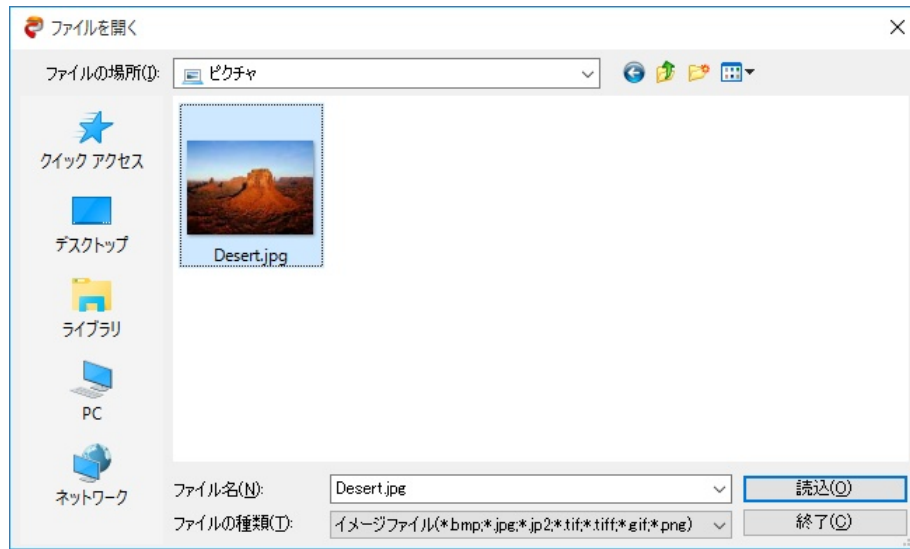 ファイルを開く
ファイルの場所(I):
ピクチャ
クイック アクセス
デスクトップ
ライブラリ
PC
ネットワーク
Desert.jpg
ファイル名(N):
Desert.jpg
読込(O)
ファイルの種類(T):
イメージファイル(*.bmp;*.jpg;*.jp2;*.tif;*.tiff;*.gif;*.png)
終了(C)